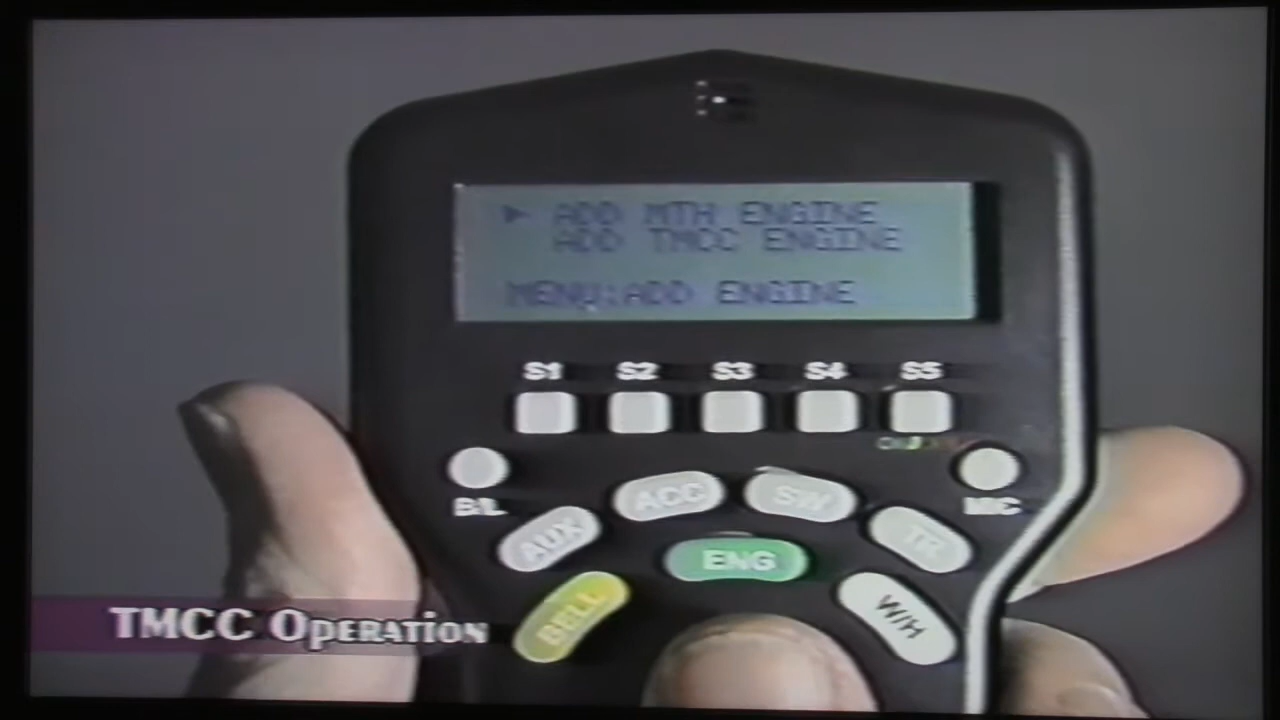 ► ADD MTH ENGINE
ADD TMCC ENGINE
MENU:ADD ENGINE
S1 S2 S3 S4 S5
B/L ACC SW MC
AUX ENG TR
BELL W/H
TMCC OPERATION